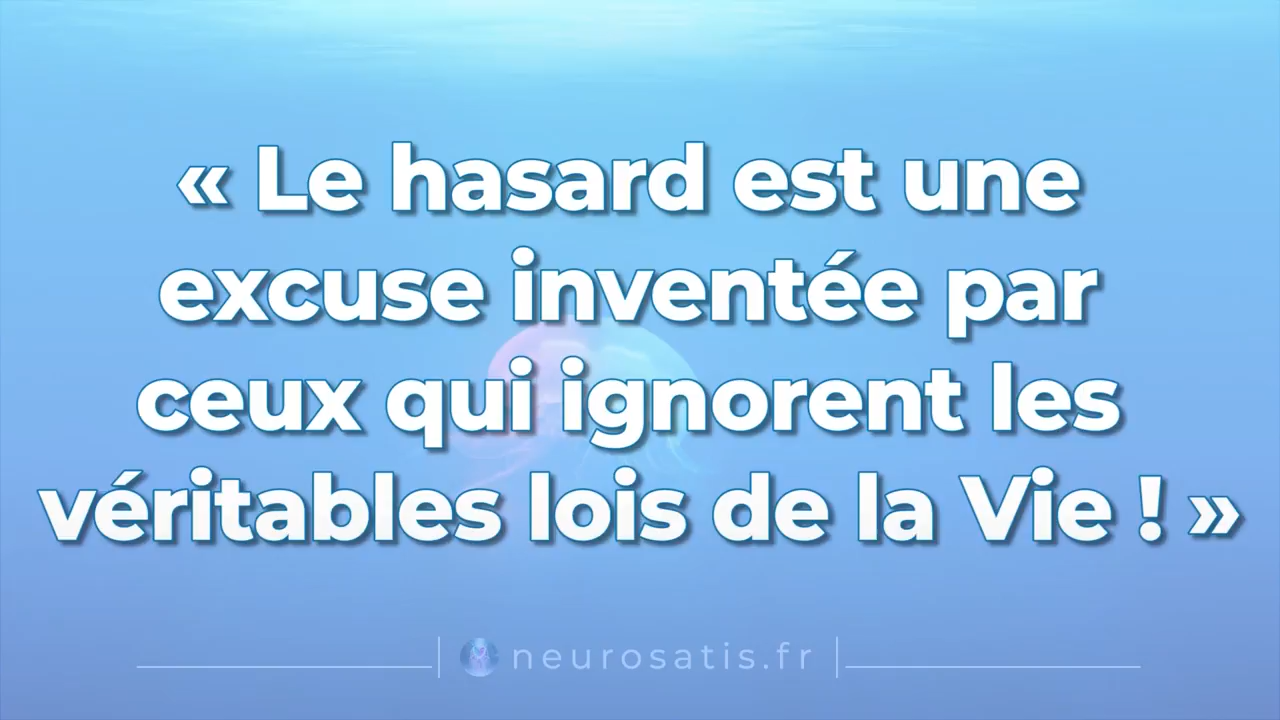 « Le hasard est une
excuse inventée par
ceux qui ignorent les
véritables lois de la Vie ! »
neurosatis.fr